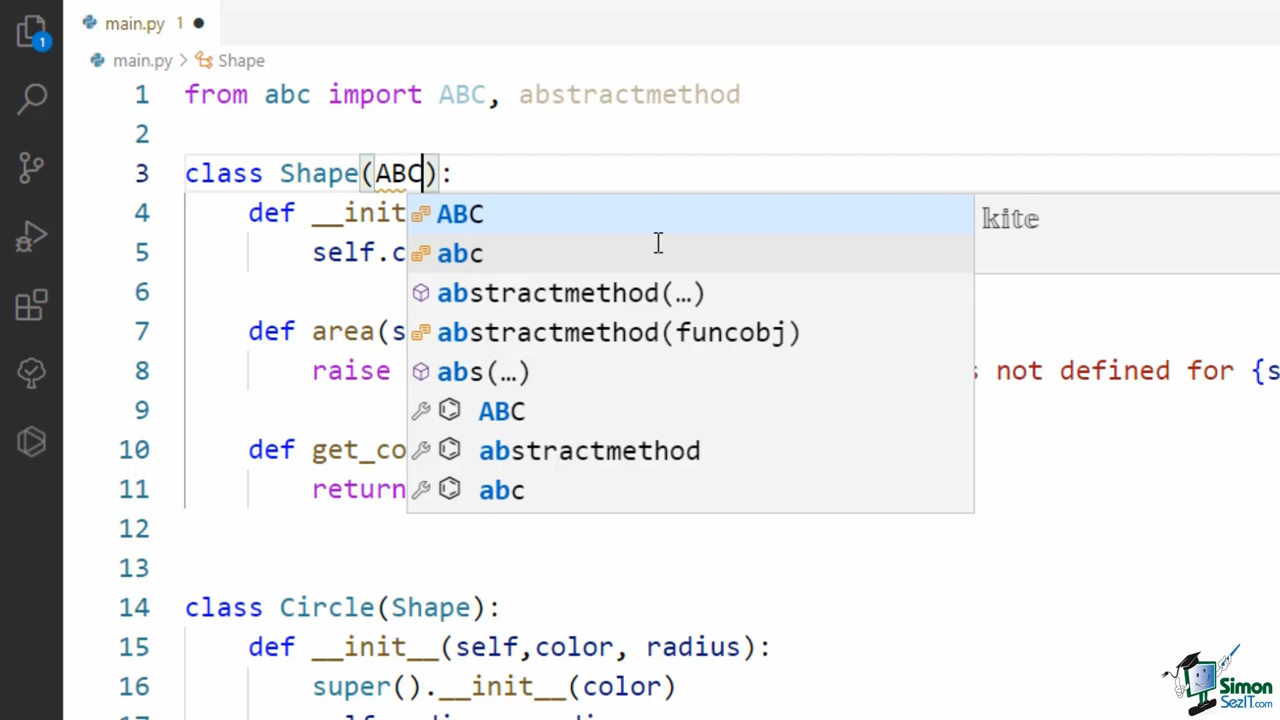 main.py 1
1
main.py > Shape
1 from abc import ABC, abstractmethod
2
3 class Shape(ABC):
4 def __init
ABC
kite
5 self.c
abc
6
abstractmethod(…)
7 def area(s
abstractmethod(funcobj)
8 raise
abs(…)
not defined for {s
9
ABC
10 def get_co
abstractmethod
11 return
abc
12
13
14 class Circle(Shape):
15 def __init__(self,color, radius):
16 super().__init__(color)
Simon
SezIT.com